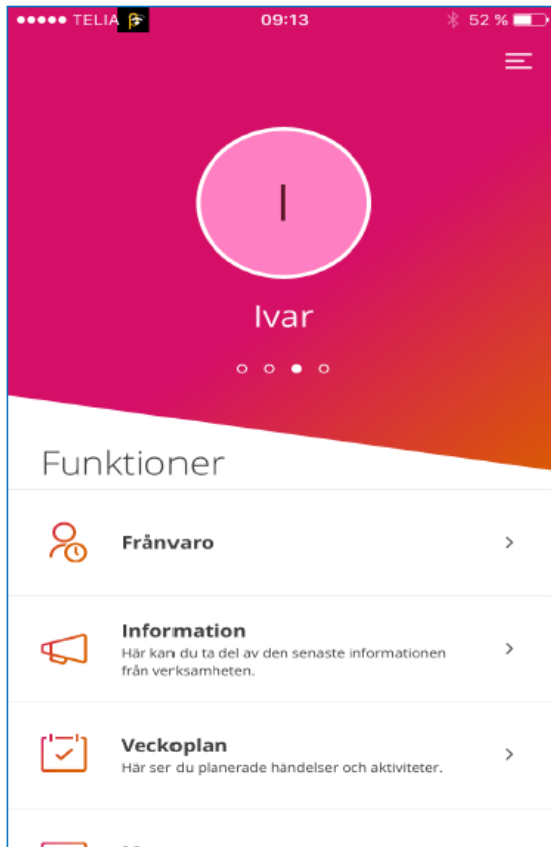 TELIA 09:13 52 %
I
Ivar
Funktioner
Frånvaro
Information
Här kan du ta del av den senaste informationen
från verksamheten.
Veckoplan
Här ser du planerade händelser och aktiviteter.